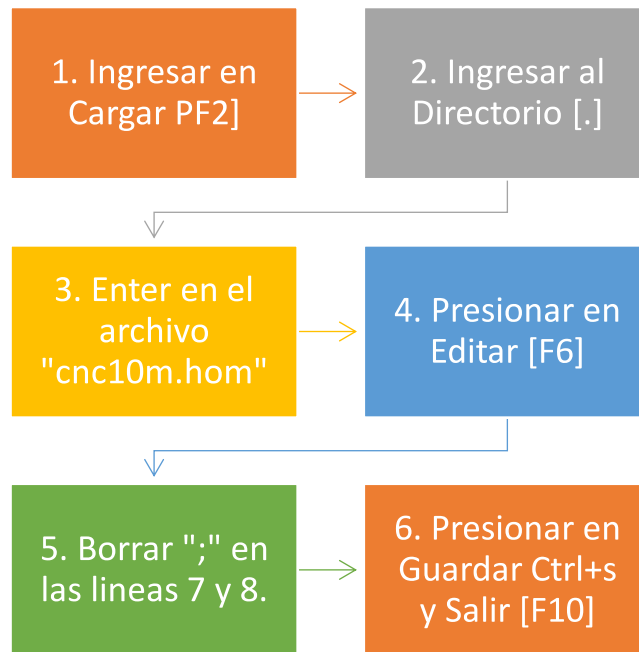 1. Ingresar en
Cargar PF2]
2. Ingresar al
Directorio [.]
3. Enter en el
archivo
"cnc10m.hom"
4. Presionar en
Editar [F6]
5. Borrar ";" en
las lineas 7 y 8.
6. Presionar en
Guardar Ctrl+s
y Salir [F10]